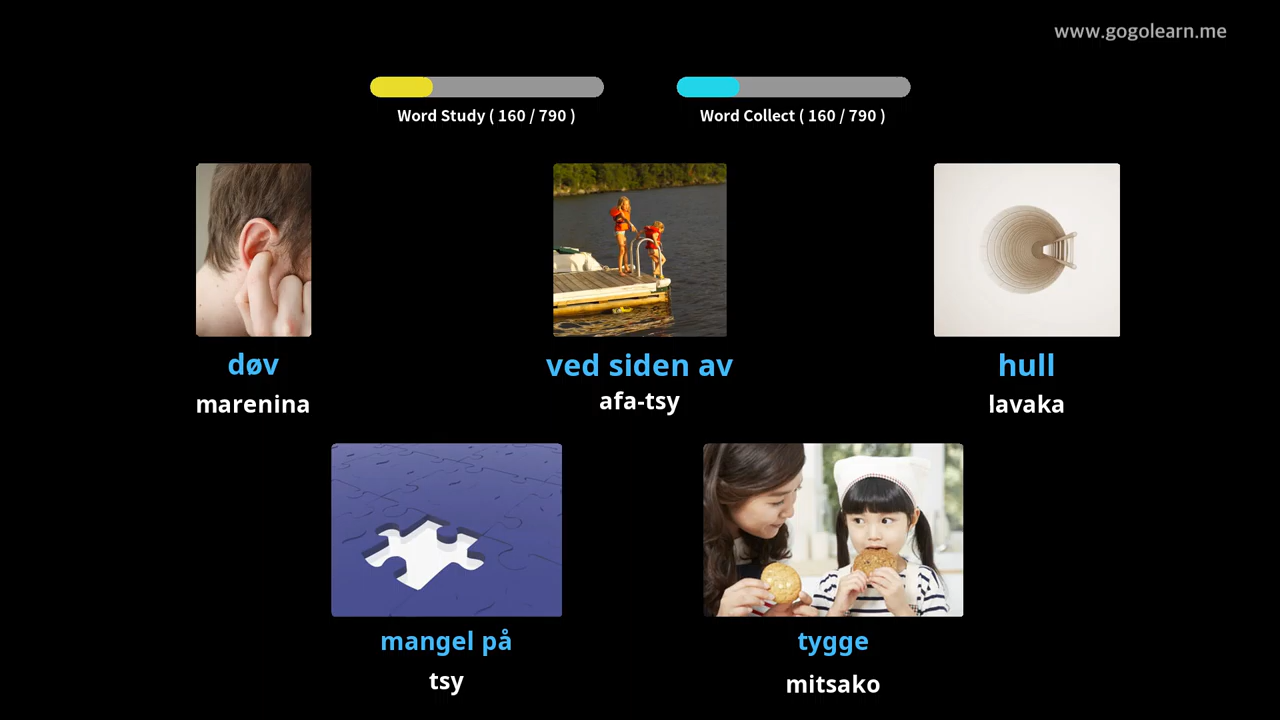 www.gogolearn.me
Word Study ( 160 / 790 )
Word Collect ( 160 / 790 )
døv
marenina
ved siden av
afa-tsy
hull
lavaka
mangel på
tsy
tygge
mitsako